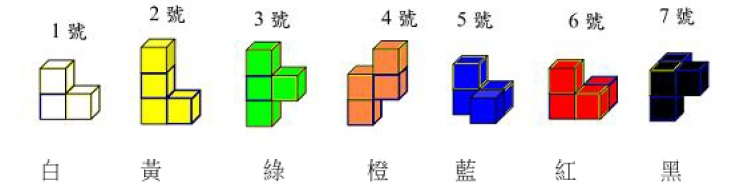 1 號 2 號 3 號 4 號 5 號 6 號 7 號
白 黃 綠 橙 藍 紅 黑